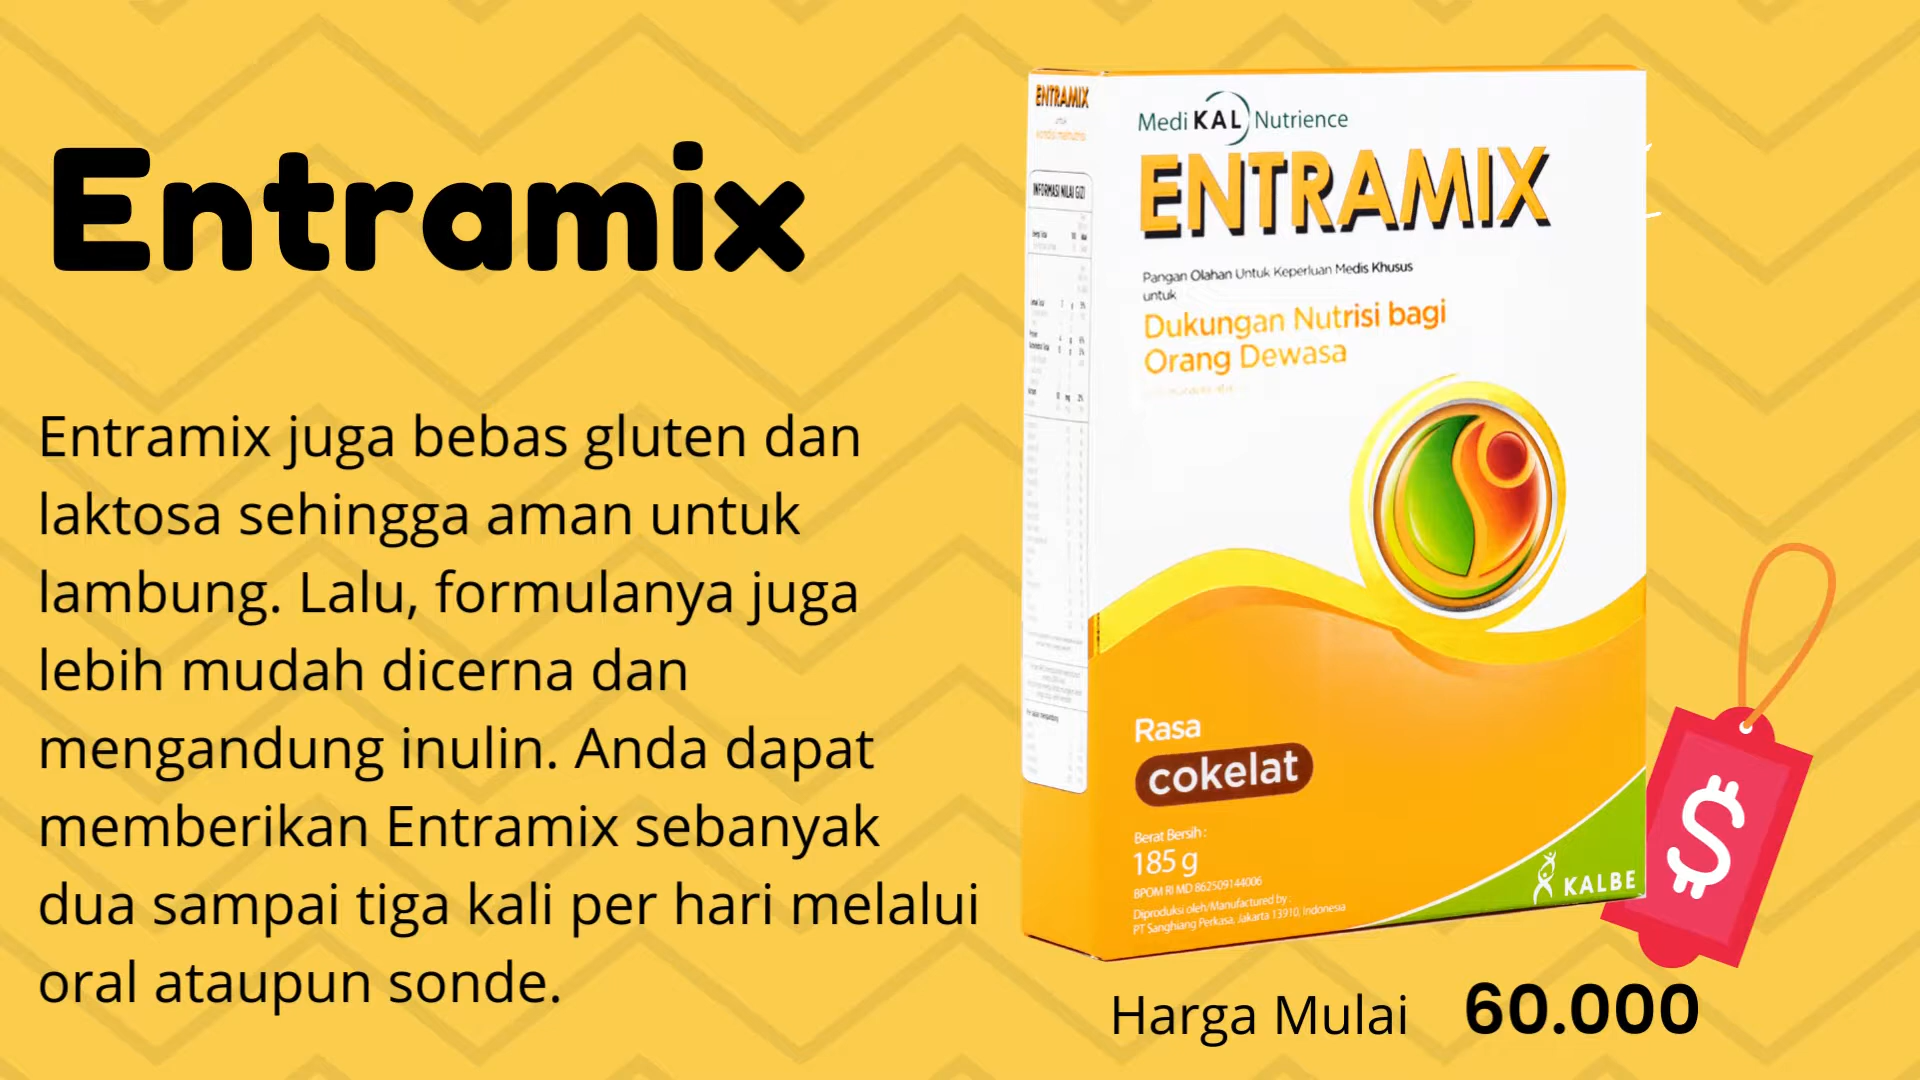 Entramix
Entramix juga bebas gluten dan
laktosa sehingga aman untuk
lambung. Lalu, formulanya juga
lebih mudah dicerna dan
mengandung inulin. Anda dapat
memberikan Entramix sebanyak
dua sampai tiga kali per hari melalui
oral ataupun sonde.
ENTRAMIX
untuk
INFORMASI NILAI GIZI
Medi KAL Nutrience
ENTRAMIX
Pangan Olahan Untuk Keperluan Medis Khusus
untuk
Dukungan Nutrisi bagi
Orang Dewasa
Rasa
cokelat
Berat Bersih :
185 g
BPOM RI MD 862509144006
Diproduksi oleh/Manufactured by :
PT Sanghiang Perkasa, Jakarta 13910, Indonesia
KALBE
$
Harga Mulai 60.000